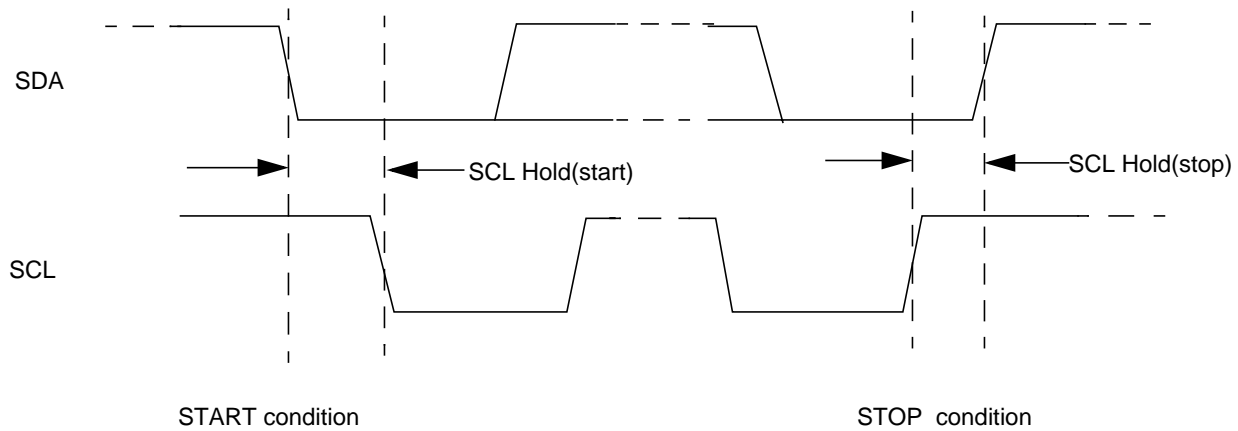 SDA
SCL Hold(start)
SCL Hold(stop)
SCL
START condition
STOP condition